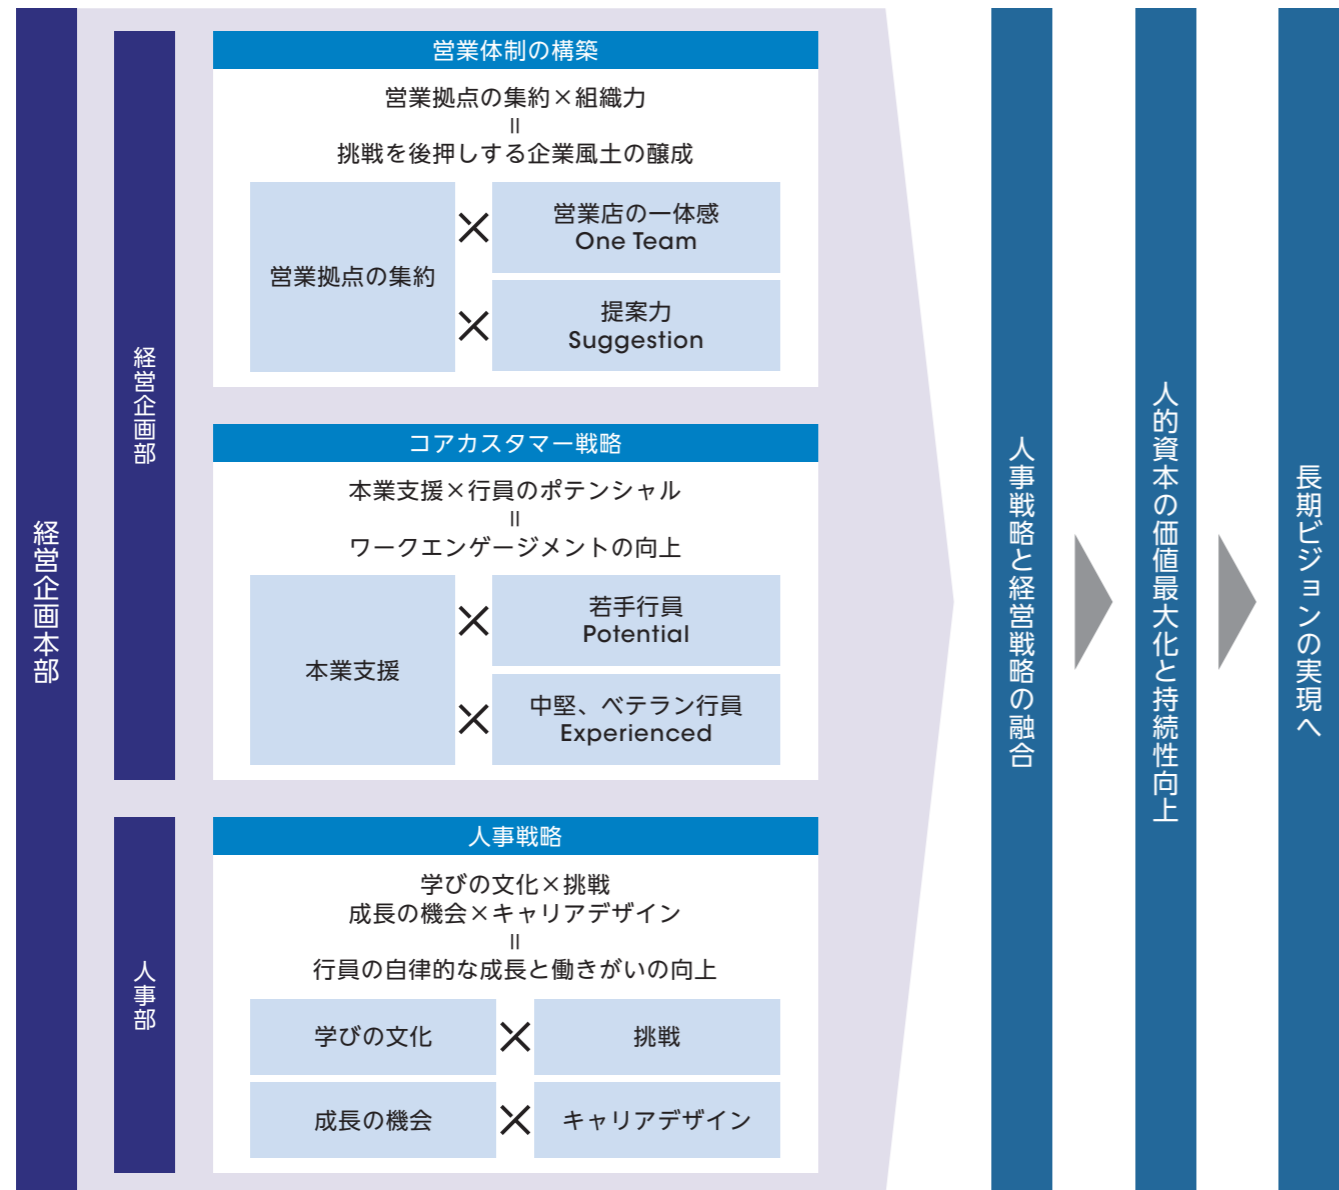 経営企画本部
経営企画部
営業体制の構築
営業拠点の集約×組織力
=
挑戦を後押しする企業風土の醸成
営業拠点の集約
×
営業店の一体感
One Team
×
提案力
Suggestion
コアカスタマー戦略
本業支援×行員のポテンシャル
=
ワークエンゲージメントの向上
本業支援
×
若手行員
Potential
×
中堅、ベテラン行員
Experienced
人事部
人事戦略
学びの文化×挑戦
成長の機会×キャリアデザイン
=
行員の自律的な成長と働きがいの向上
学びの文化
×
挑戦
成長の機会
×
キャリアデザイン
人事戦略と経営戦略の融合
人的資本の価値最大化と持続性向上
長期ビジョンの実現へ